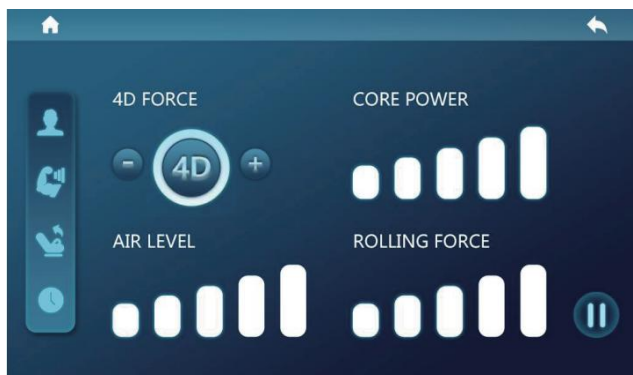 4D FORCE
CORE POWER
- 4D +
AIR LEVEL
ROLLING FORCE